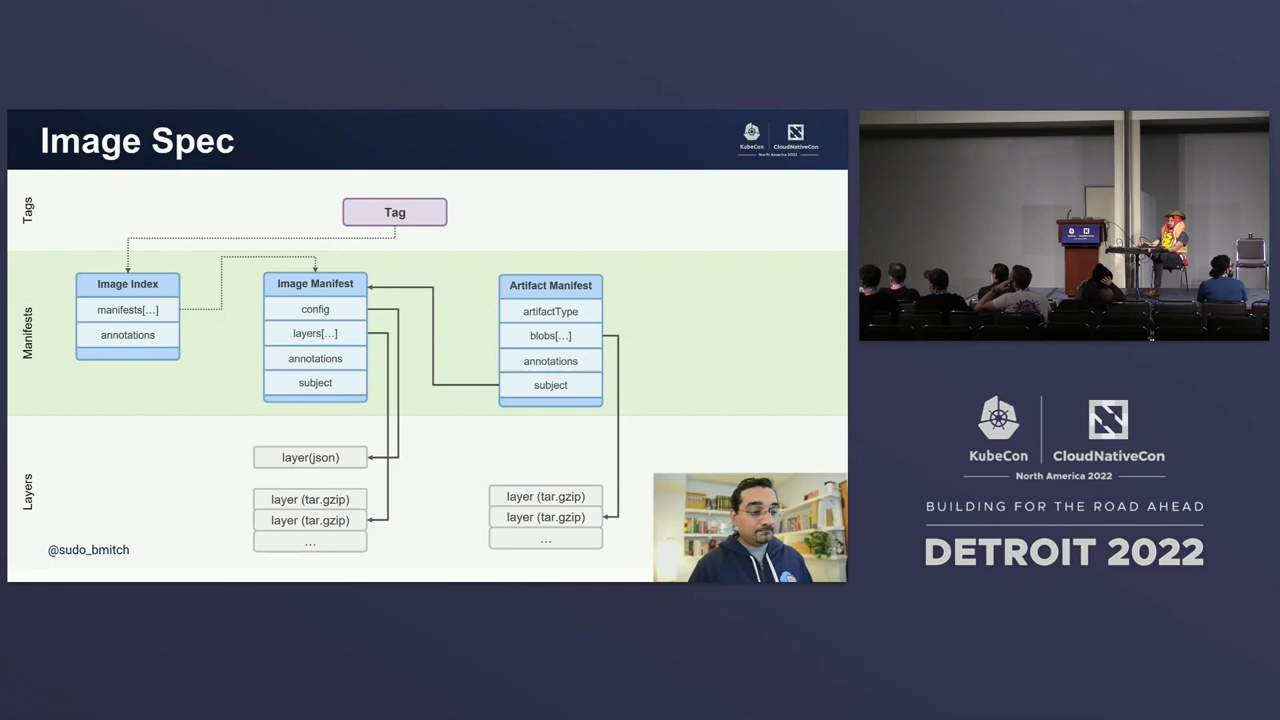 Image Spec
KubeCon
CloudNativeCon
North America 2022
Tags
Tag
Manifests
Image Index
manifests[...]
annotations
Image Manifest
config
layers[...]
annotations
subject
Artifact Manifest
artifactType
blobs[...]
annotations
subject
Layers
layer(json)
layer (tar.gzip)
layer (tar.gzip)
...
layer (tar.gzip)
layer (tar.gzip)
...
@sudo_bmitch
KubeCon
CloudNativeCon
North America 2022
BUILDING FOR THE ROAD AHEAD
DETROIT 2022